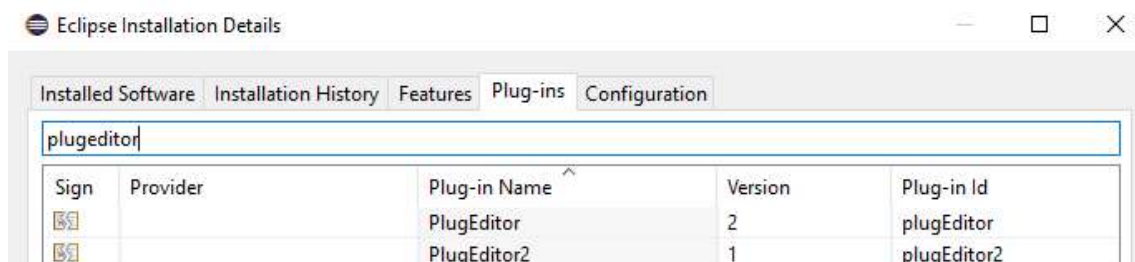 Eclipse Installation Details
Installed Software Installation History Features Plug-ins Configuration
plugeditor
Sign Provider Plug-in Name Version Plug-in Id
PlugEditor 2 plugEditor
PlugEditor2 1 plugEditor2